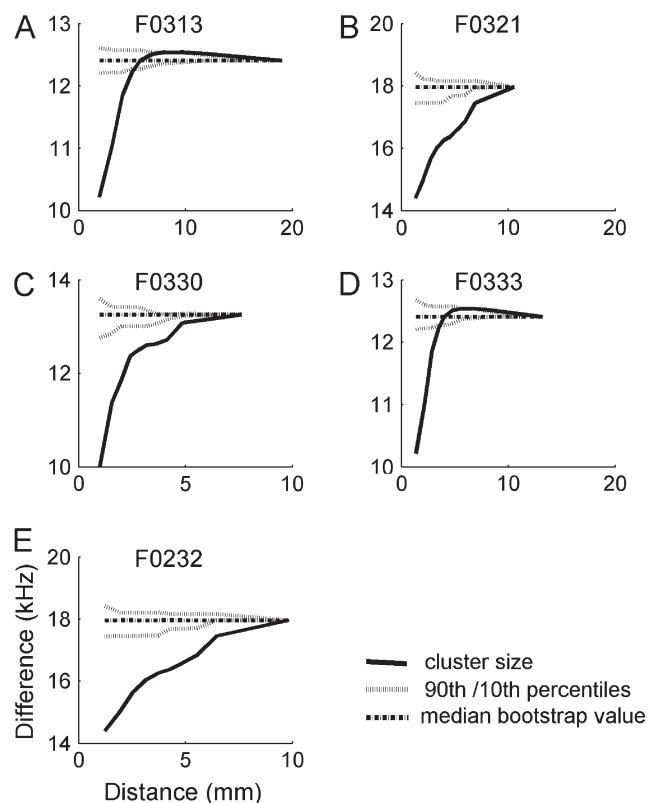 A F0313
13
12
11
10
0 10 20
B F0321
20
18
16
14
0 10 20
C F0330
14
12
10
0 5 10
D F0333
13
12
11
10
0 10 20
E F0232
20
18
16
14
0 5 10
Difference (kHz)
Distance (mm)
cluster size
90th /10th percentiles
median bootstrap value